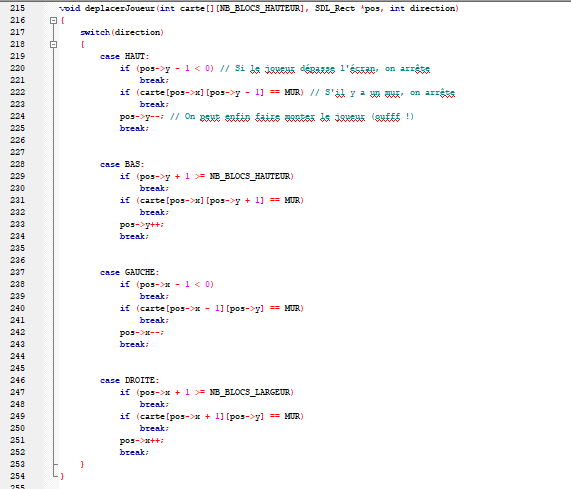 215 void deplacerJoueur(int carte[][NB_BLOCS_HAUTEUR], SDL_Rect *pos, int direction)
216 {
217 switch(direction)
218 {
219 case HAUT:
220 if (pos->y - 1 < 0) // Si le joueur dépasse l'écran, on arrête
221 break;
222 if (carte[pos->x][pos->y - 1] == MUR) // S'il y a un mur, on arrête
223 break;
224 pos->y--; // On peut enfin faire monter le joueur (oufff !)
225 break;
226
227
228 case BAS:
229 if (pos->y + 1 >= NB_BLOCS_HAUTEUR)
230 break;
231 if (carte[pos->x][pos->y + 1] == MUR)
232 break;
233 pos->y++;
234 break;
235
236
237 case GAUCHE:
238 if (pos->x - 1 < 0)
239 break;
240 if (carte[pos->x - 1][pos->y] == MUR)
241 break;
242 pos->x--;
243 break;
244
245
246 case DROITE:
247 if (pos->x + 1 >= NB_BLOCS_LARGEUR)
248 break;
249 if (carte[pos->x + 1][pos->y] == MUR)
250 break;
251 pos->x++;
252 break;
253 }
254 }
255